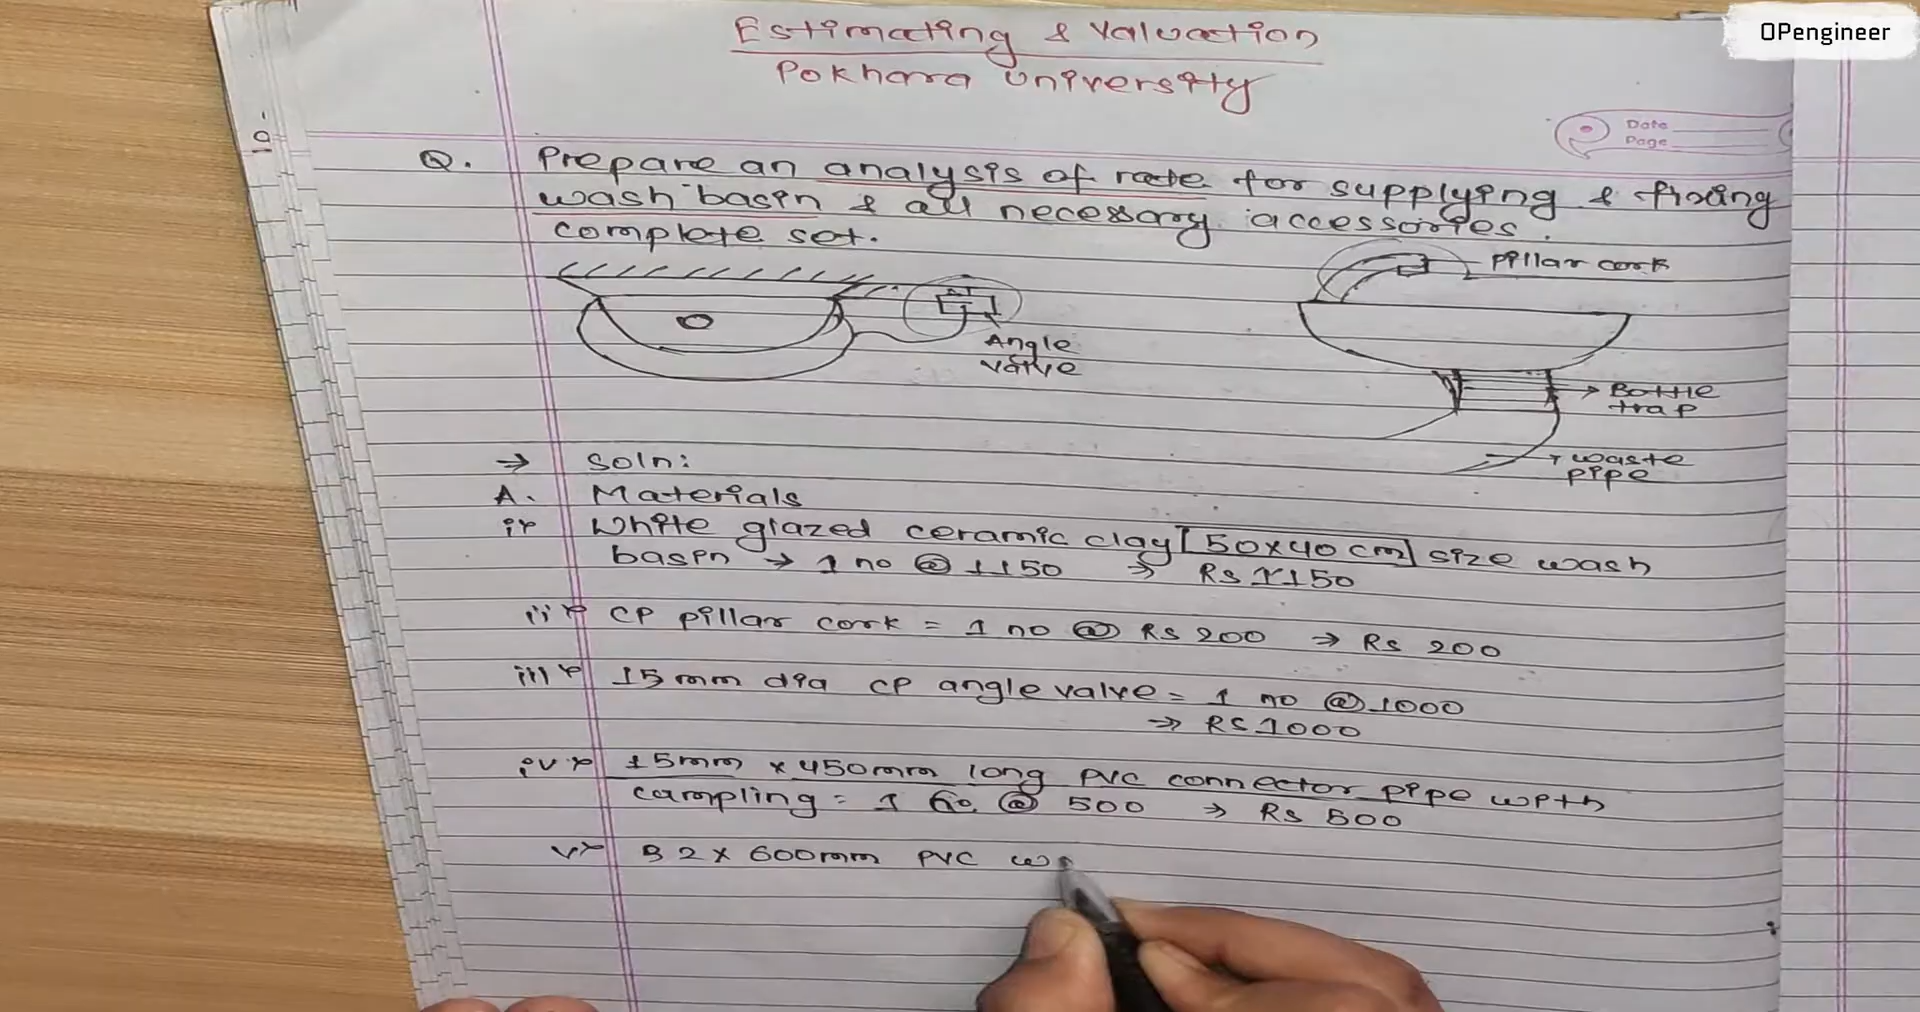 OPengineer
Estimating & Valuation
Pokhara University
Date
Page
Q. Prepare an analysis of rate for supplying & fixing
wash basin & all necessary accessories
complete set.
pillar cork
Angle
valve
Bottle
trap
waste
pipe
→ Soln:
A. Materials
i> White glazed ceramic clay [50x40 cm] size wash
basin → 1 no @ 1150 → Rs 1150
ii> CP pillar cork = 1 no @ Rs 200 → Rs 200
iii> 15mm dia CP angle valve = 1 no @ 1000
→ Rs 1000
iv> 15mm x 450mm long PVC connector pipe with
campling = 1 no @ 500 → Rs 500
v> 32 x 600mm PVC